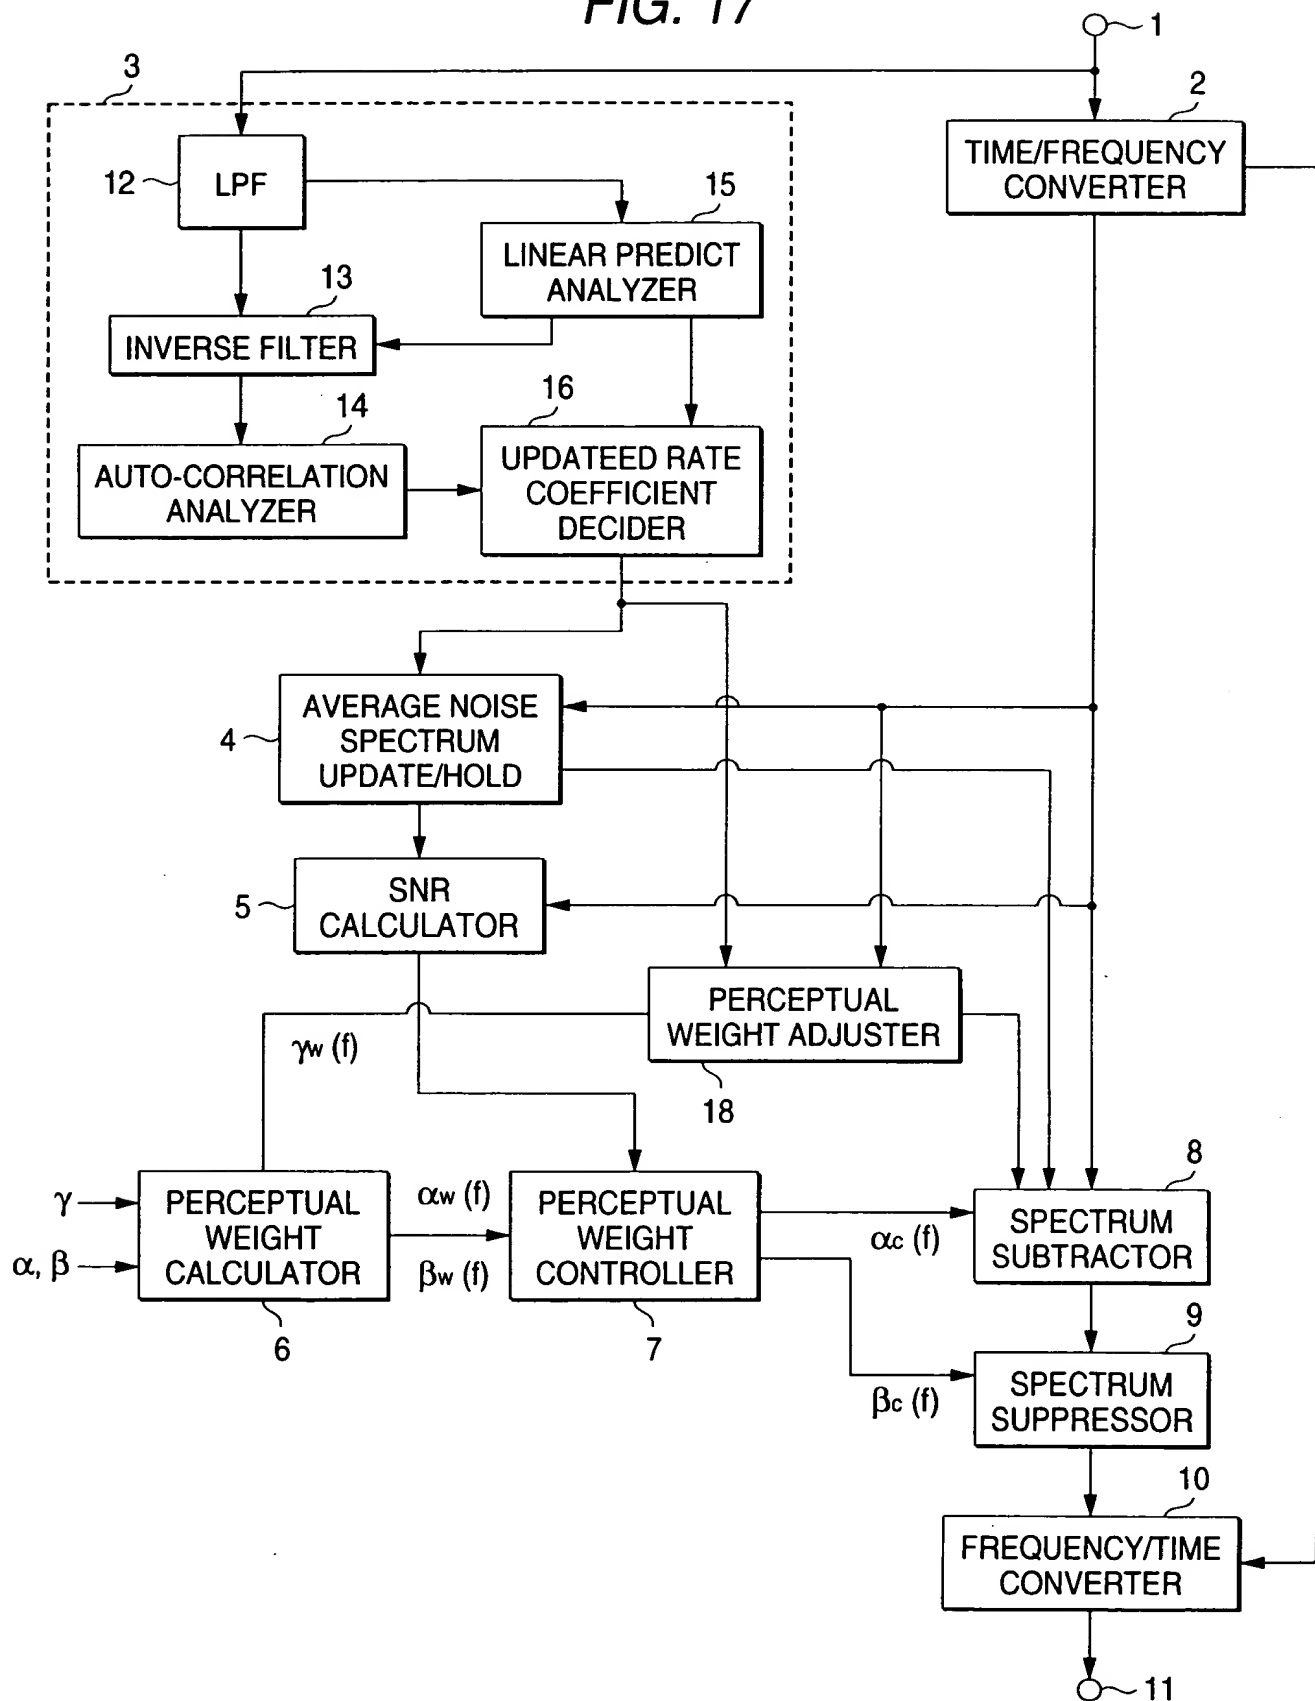 FIG. 17
1
3
2
TIME/FREQUENCY
CONVERTER
12
LPF
15
LINEAR PREDICT
ANALYZER
13
INVERSE FILTER
14
AUTO-CORRELATION
ANALYZER
16
UPDATEED RATE
COEFFICIENT
DECIDER
4
AVERAGE NOISE
SPECTRUM
UPDATE/HOLD
5
SNR
CALCULATOR
PERCEPTUAL
WEIGHT ADJUSTER
18
γw (f)
γ
α, β
PERCEPTUAL
WEIGHT
CALCULATOR
6
αw (f)
βw (f)
PERCEPTUAL
WEIGHT
CONTROLLER
7
αc (f)
βc (f)
8
SPECTRUM
SUBTRACTOR
9
SPECTRUM
SUPPRESSOR
10
FREQUENCY/TIME
CONVERTER
11